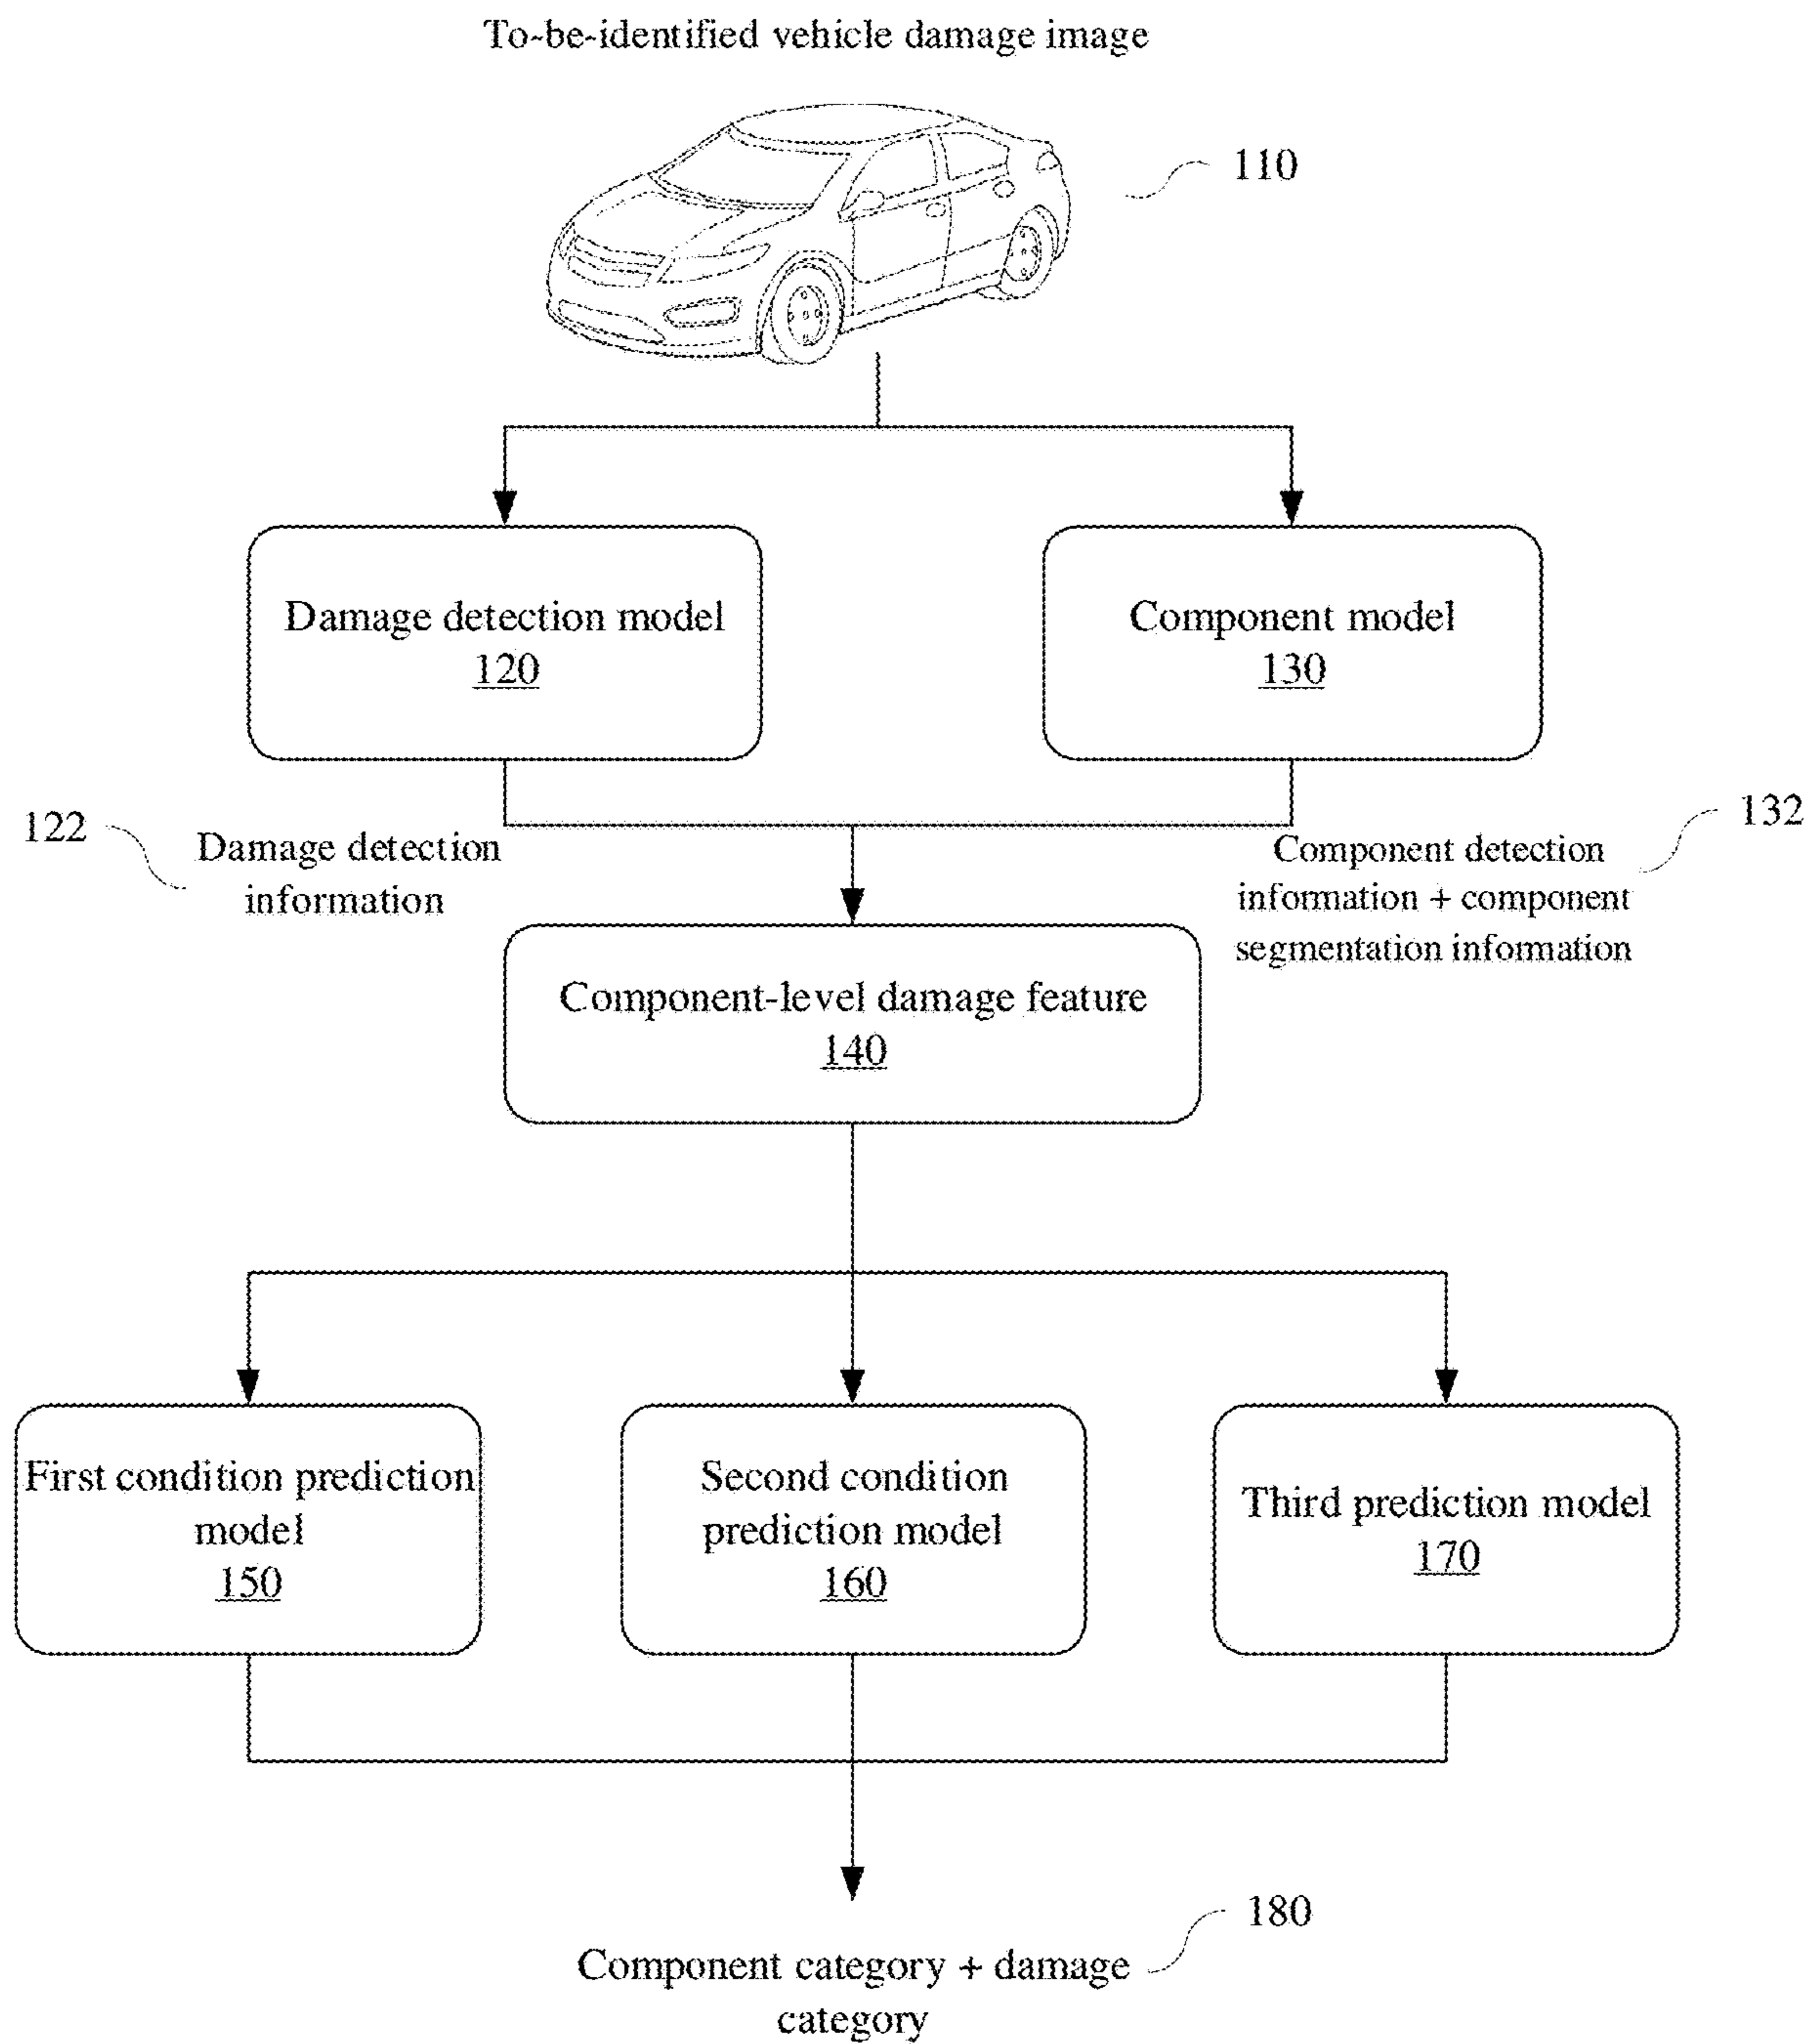 To-be-identified vehicle damage image
110
Damage detection model
120
Component model
130
122
Damage detection
information
132
Component detection
information + component
segmentation information
Component-level damage feature
140
First condition prediction
model
150
Second condition
prediction model
160
Third prediction model
170
180
Component category + damage
category